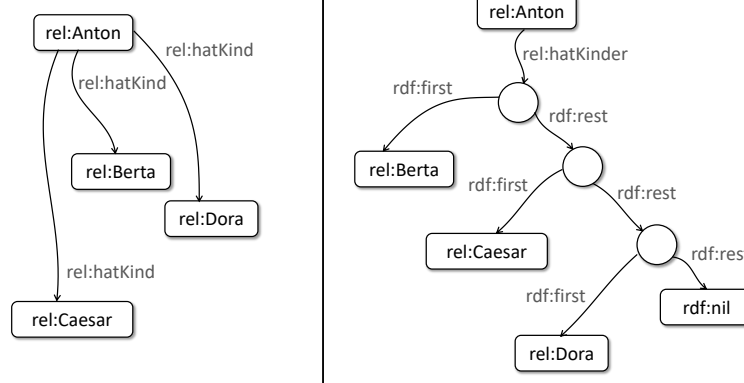 rel:Anton
rel:hatKind
rel:hatKind
rel:Berta
rel:Dora
rel:hatKind
rel:Caesar
rel:Anton
rel:hatKinder
rdf:first
rdf:rest
rel:Berta
rdf:first
rdf:rest
rel:Caesar
rdf:first
rdf:res
rdf:nil
rel:Dora